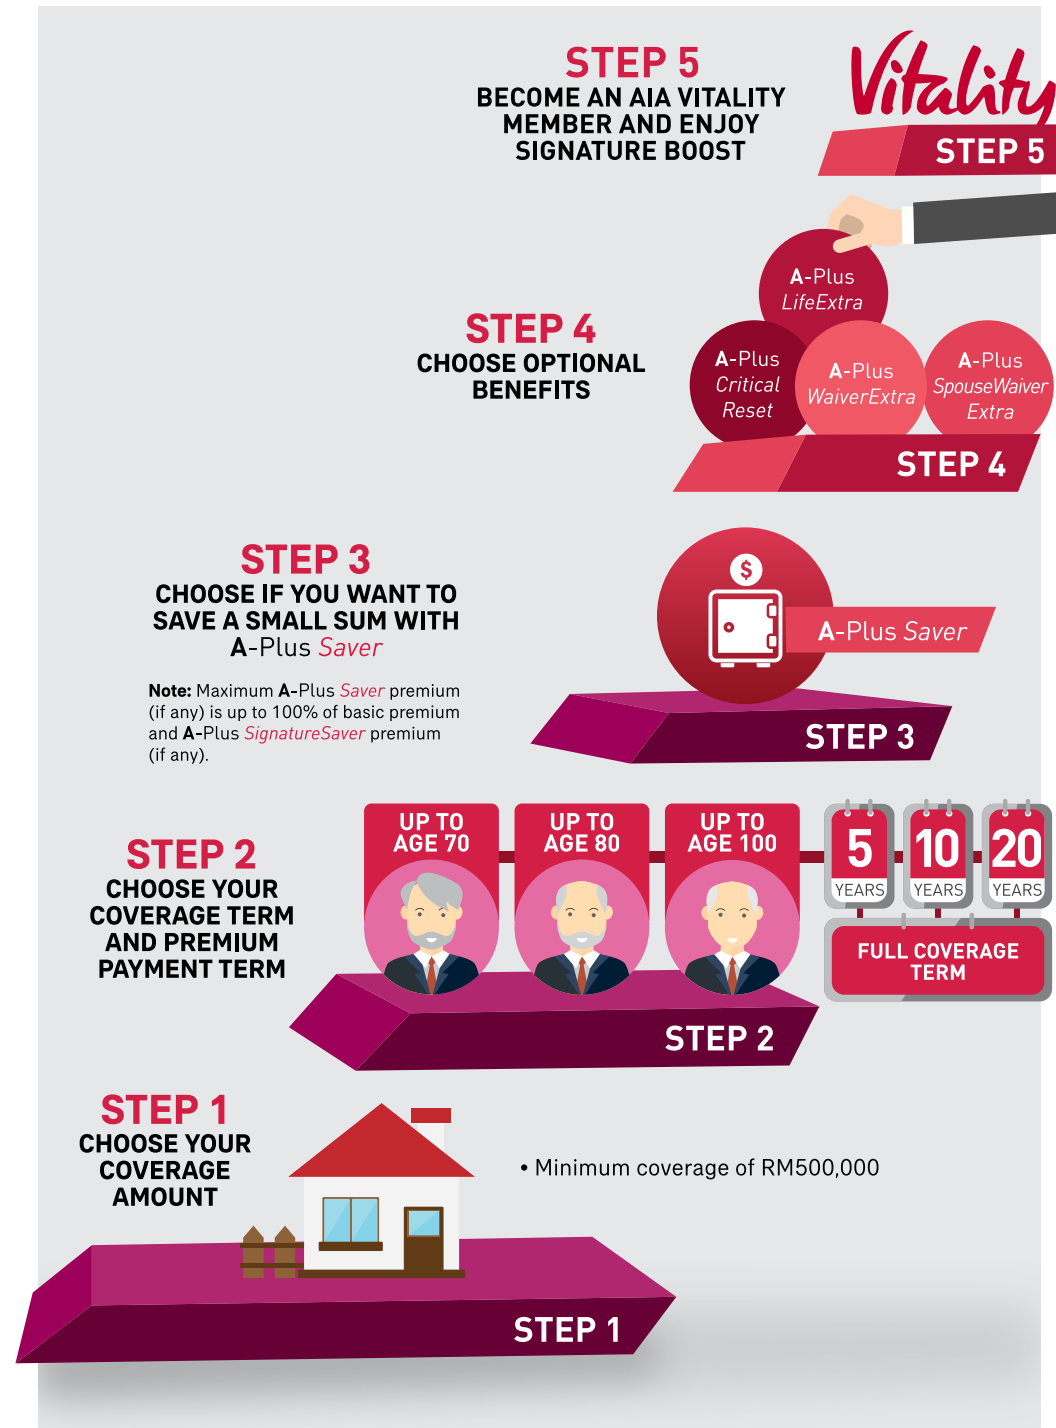 STEP 5
BECOME AN AIA VITALITY
MEMBER AND ENJOY
SIGNATURE BOOST
Vitality
STEP 5
A-Plus
LifeExtra
STEP 4
CHOOSE OPTIONAL
BENEFITS
A-Plus
Critical
Reset
A-Plus
WaiverExtra
A-Plus
SpouseWaiver
Extra
STEP 4
STEP 3
CHOOSE IF YOU WANT TO
SAVE A SMALL SUM WITH
A-Plus Saver
Note: Maximum A-Plus Saver premium
(if any) is up to 100% of basic premium
and A-Plus SignatureSaver premium
(if any).
$
A-Plus Saver
STEP 3
STEP 2
CHOOSE YOUR
COVERAGE TERM
AND PREMIUM
PAYMENT TERM
UP TO
AGE 70
UP TO
AGE 80
UP TO
AGE 100
5
YEARS
10
YEARS
20
YEARS
FULL COVERAGE
TERM
STEP 2
STEP 1
CHOOSE YOUR
COVERAGE
AMOUNT
• Minimum coverage of RM500,000
STEP 1